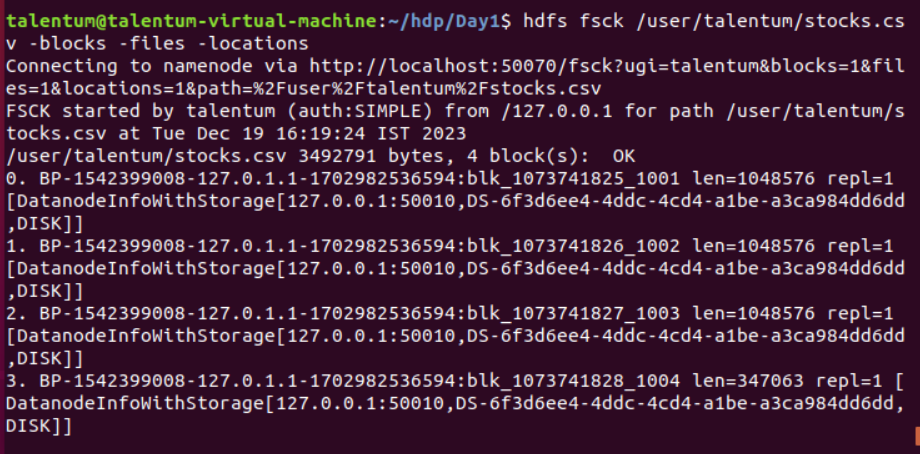 talentum@talentum-virtual-machine:~/hdp/Day1$ hdfs fsck /user/talentum/stocks.cs
v -blocks -files -locations
Connecting to namenode via http://localhost:50070/fsck?ugi=talentum&blocks=1&fil
es=1&locations=1&path=%2Fuser%2Ftalentum%2Fstocks.csv
FSCK started by talentum (auth:SIMPLE) from /127.0.0.1 for path /user/talentum/s
tocks.csv at Tue Dec 19 16:19:24 IST 2023
/user/talentum/stocks.csv 3492791 bytes, 4 block(s):  OK
0. BP-1542399008-127.0.1.1-1702982536594:blk_1073741825_1001 len=1048576 repl=1
[DatanodeInfoWithStorage[127.0.0.1:50010,DS-6f3d6ee4-4ddc-4cd4-a1be-a3ca984dd6dd
,DISK]]
1. BP-1542399008-127.0.1.1-1702982536594:blk_1073741826_1002 len=1048576 repl=1
[DatanodeInfoWithStorage[127.0.0.1:50010,DS-6f3d6ee4-4ddc-4cd4-a1be-a3ca984dd6dd
,DISK]]
2. BP-1542399008-127.0.1.1-1702982536594:blk_1073741827_1003 len=1048576 repl=1
[DatanodeInfoWithStorage[127.0.0.1:50010,DS-6f3d6ee4-4ddc-4cd4-a1be-a3ca984dd6dd
,DISK]]
3. BP-1542399008-127.0.1.1-1702982536594:blk_1073741828_1004 len=347063 repl=1 [
DatanodeInfoWithStorage[127.0.0.1:50010,DS-6f3d6ee4-4ddc-4cd4-a1be-a3ca984dd6dd,
DISK]]